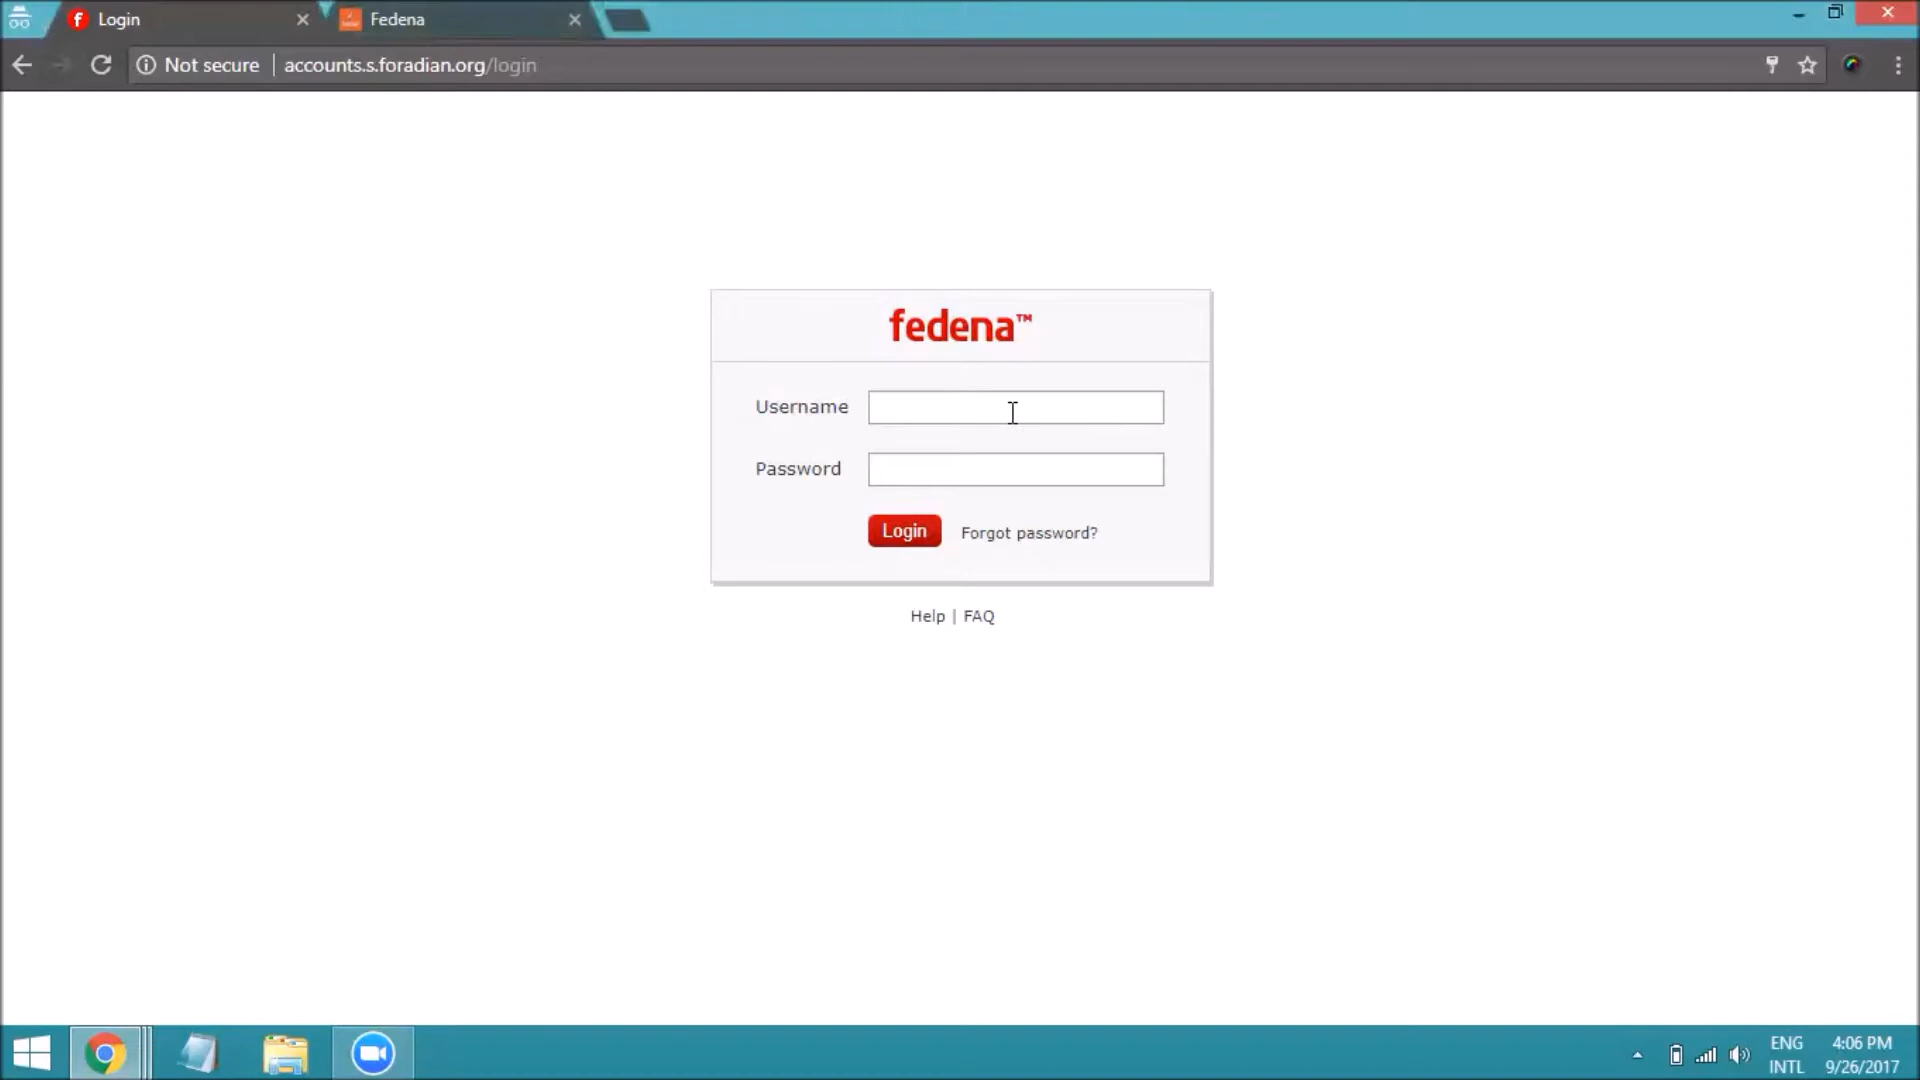 Login
Fedena
Not secure accounts.s.foradian.org/login
fedena™
Username
Password
Login Forgot password?
Help | FAQ
ENG 4:06 PM
INTL 9/26/2017